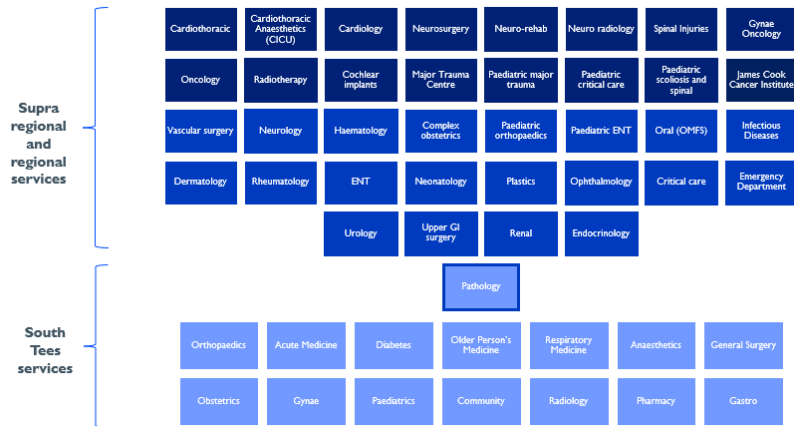 Supra
regional
and
regional
services
Cardiothoracic
Cardiothoracic
Anaesthetics
(CICU)
Cardiology
Neurosurgery
Neuro-rehab
Neuro radiology
Spinal Injuries
Gynae
Oncology
Oncology
Radiotherapy
Cochlear
implants
Major Trauma
Centre
Paediatric major
trauma
Paediatric
critical care
Paediatric
scoliosis and
spinal
James Cook
Cancer Institute
Vascular surgery
Neurology
Haematology
Complex
obstetrics
Paediatric
orthopaedics
Paediatric ENT
Oral (OMFS)
Infectious
Diseases
Dermatology
Rheumatology
ENT
Neonatology
Plastics
Ophthalmology
Critical care
Emergency
Department
Urology
Upper GI
surgery
Renal
Endocrinology
South
Tees
services
Pathology
Orthopaedics
Acute Medicine
Diabetes
Older Person's
Medicine
Respiratory
Medicine
Anaesthetics
General Surgery
Obstetrics
Gynae
Paediatrics
Community
Radiology
Pharmacy
Gastro